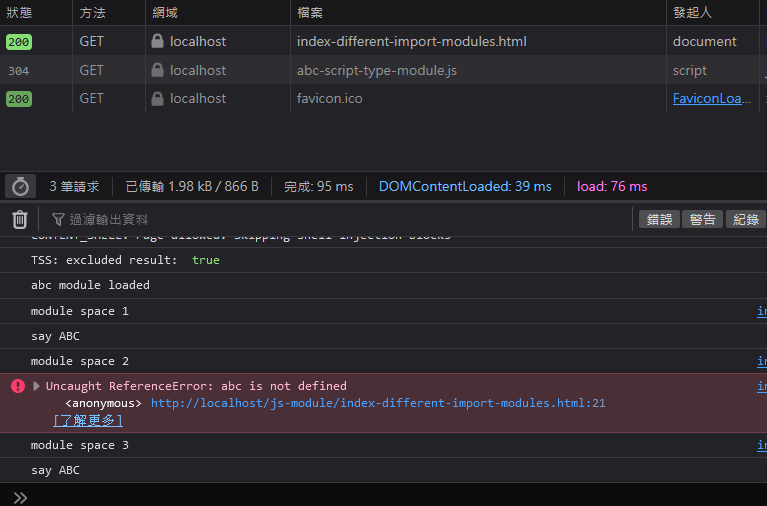 狀態 方法 網域 檔案 發起人
200 GET localhost index-different-import-modules.html document
304 GET localhost abc-script-type-module.js script
200 GET localhost favicon.ico FaviconLoa...
3 筆請求 已傳輸 1.98 kB / 866 B 完成: 95 ms DOMContentLoaded: 39 ms load: 76 ms
過濾輸出資料 錯誤 警告 紀錄
TSS: excluded result: true
abc module loaded
module space 1
say ABC
module space 2
Uncaught ReferenceError: abc is not defined
<anonymous> http://localhost/js-module/index-different-import-modules.html:21
[了解更多]
module space 3
say ABC